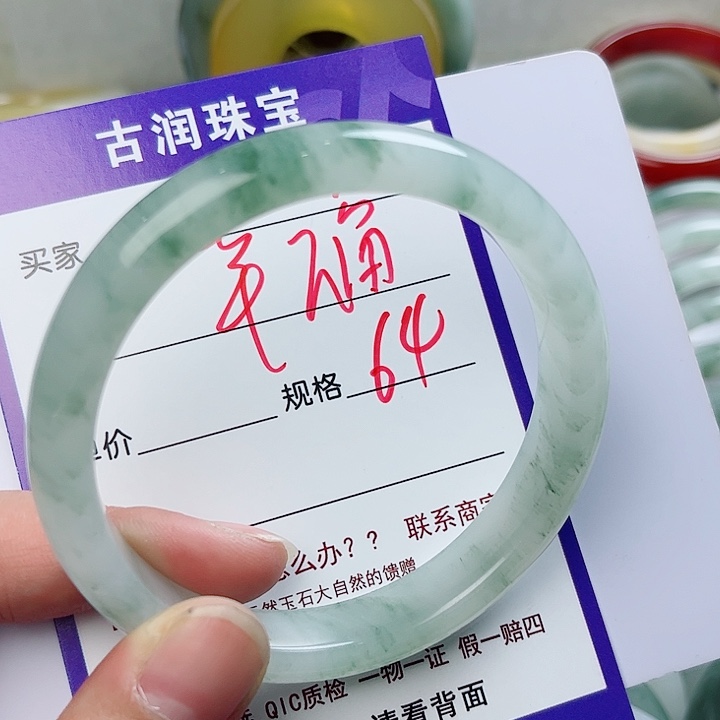 古润珠宝
买家
规格 64
价
么办？？ 联系商家
然玉石大自然的馈赠
QIC质检 一物一证 假一赔四
请看背面